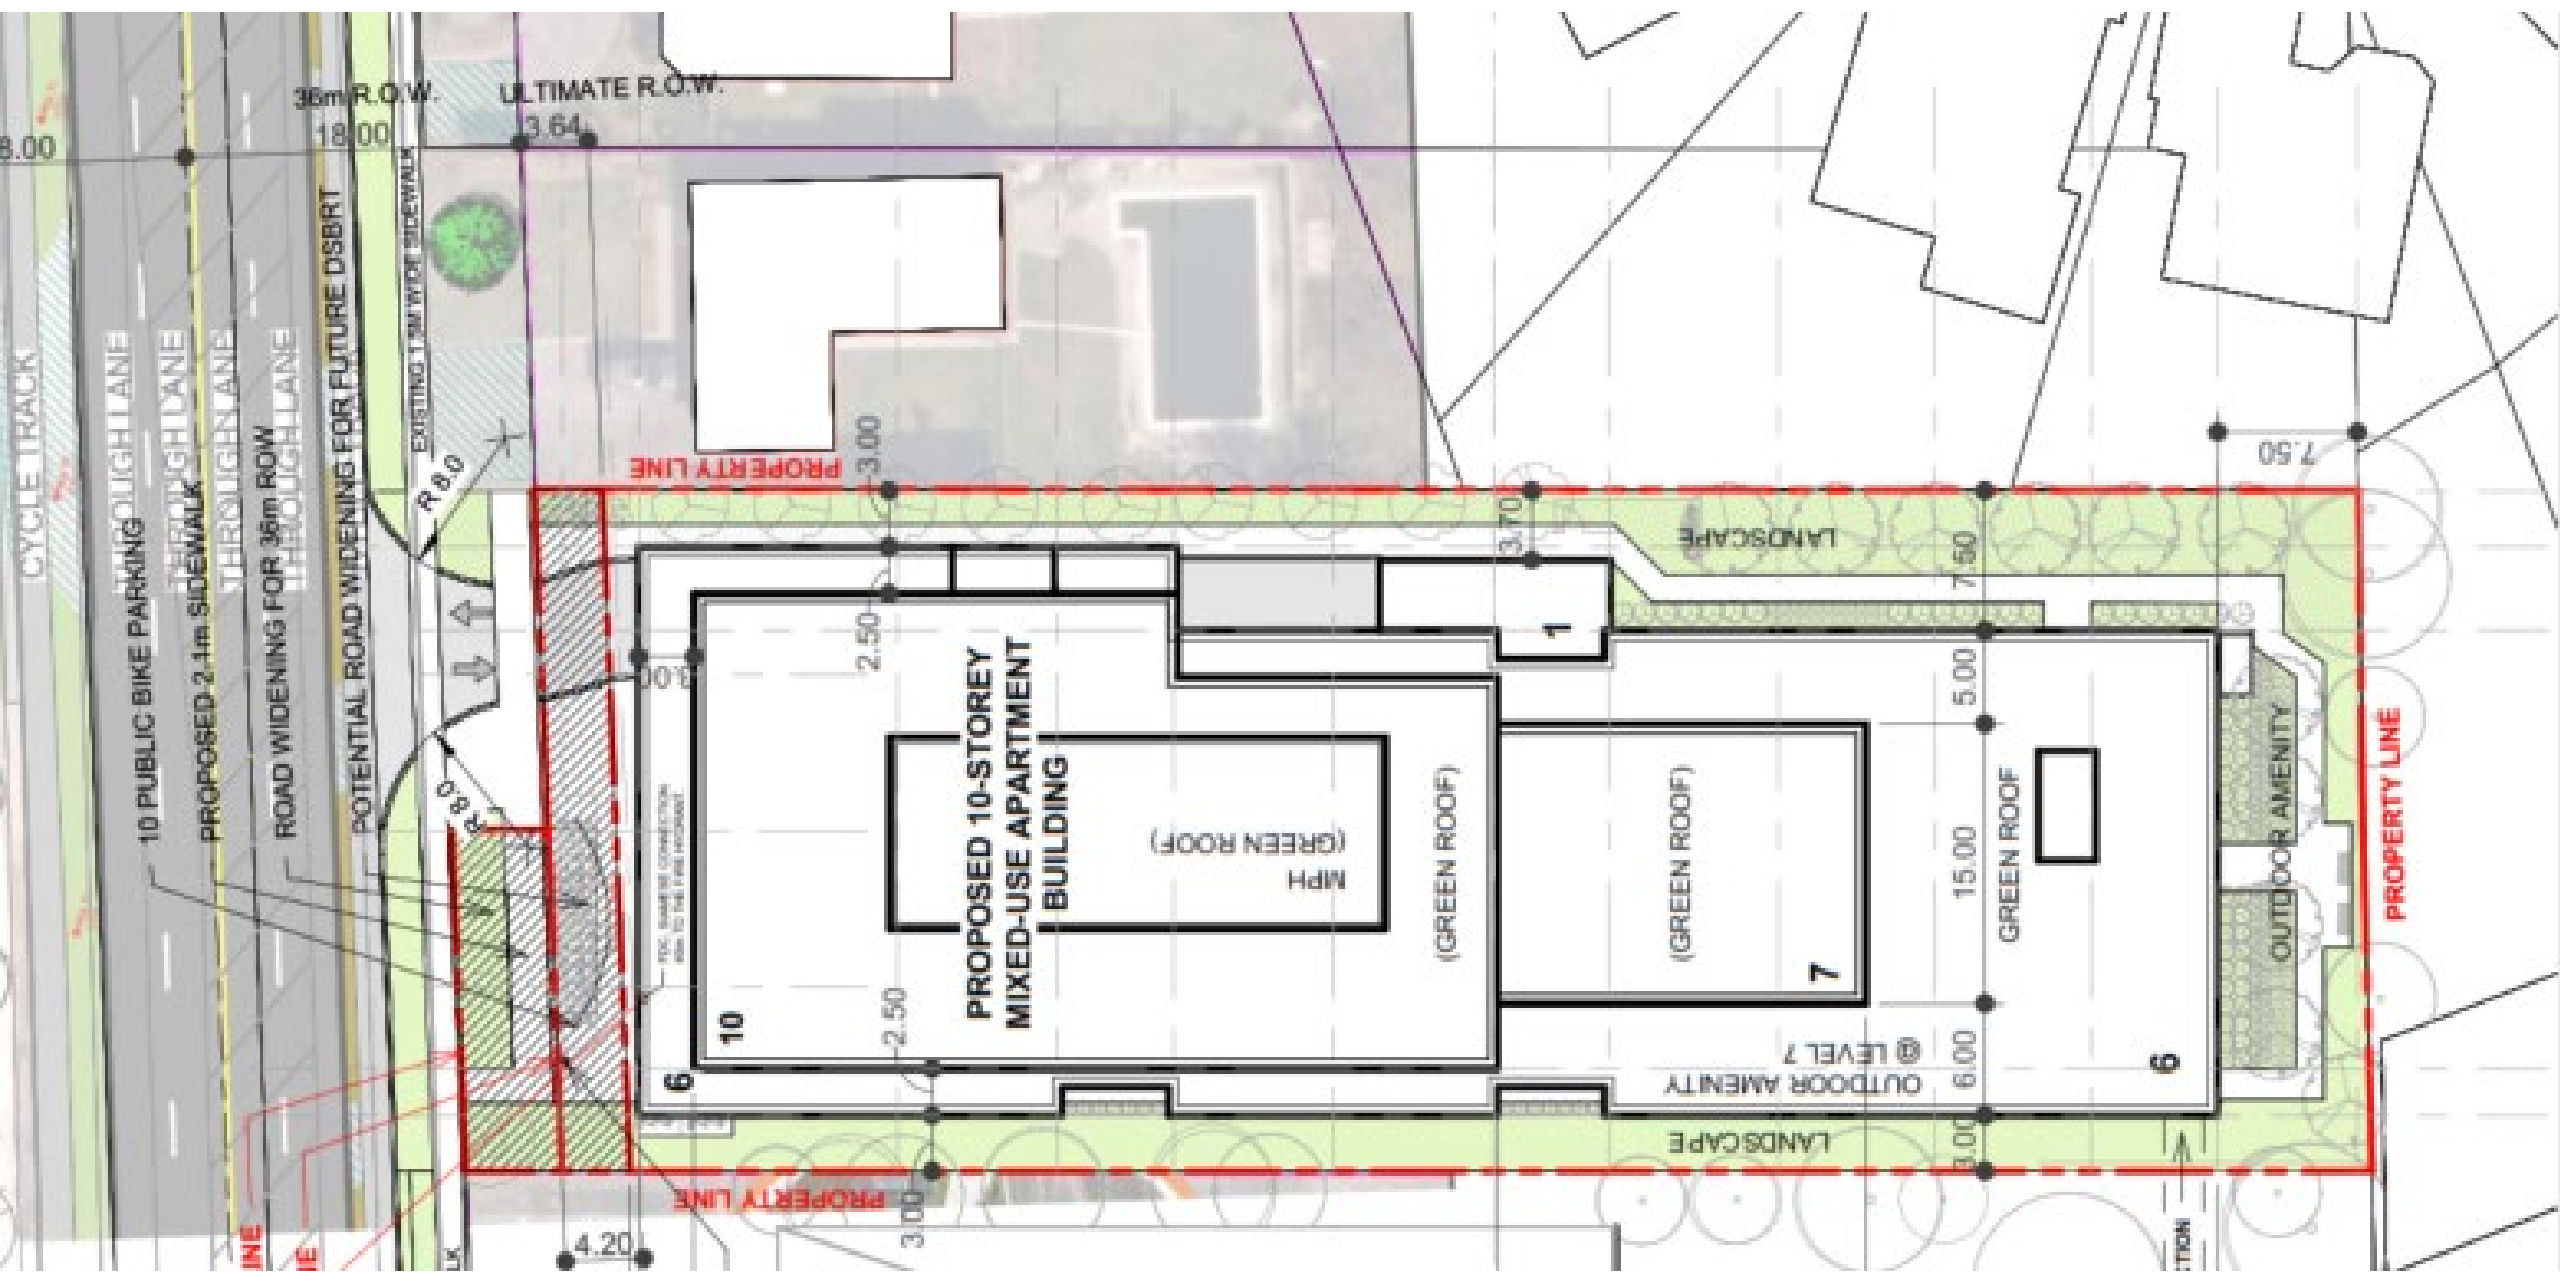 36m R.O.W.
ULTIMATE R.O.W.
8.00
18.00
3.64
CYCLE TRACK
THROUGH LANE
THROUGH LANE
THROUGH LANE
THROUGH LANE
10 PUBLIC BIKE PARKING
PROPOSED 2.1m SIDEWALK
ROAD WIDENING FOR 36m ROW
POTENTIAL ROAD WIDENING FOR FUTURE DSBRT
EXISTING 1.5M WIDE SIDEWALK
R 8.0
R 8.0
PROPERTY LINE
3.00
3.70
7.50
LANDSCAPE
7.50
2.50
3.00
1
5.00
PROPOSED 10-STOREY
MIXED-USE APARTMENT
BUILDING
MPH
(GREEN ROOF)
(GREEN ROOF)
(GREEN ROOF)
15.00
GREEN ROOF
OUTDOOR AMENITY
PROPERTY LINE
7
10
2.50
6
OUTDOOR AMENITY
@ LEVEL 7
6.00
6
LANDSCAPE
3.00
PROPERTY LINE
3.00
4.20